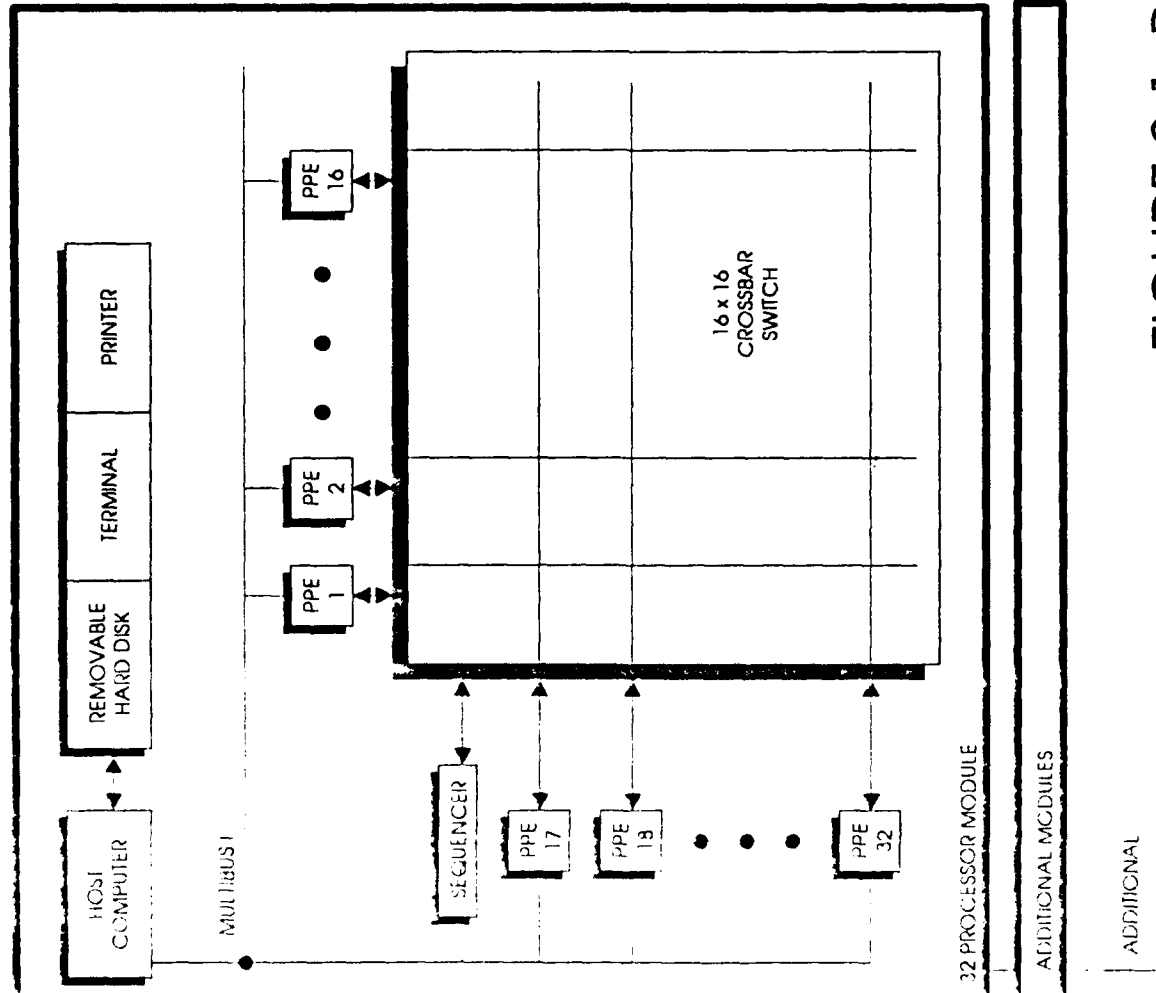 HOST
COMPUTER
REMOVABLE
HARD DISK
TERMINAL
PRINTER
MULTIBUS I
PPE
1
PPE
2
PPE
16
SEQUENCER
PPE
17
PPE
18
PPE
32
16 x 16
CROSSBAR
SWITCH
32 PROCESSOR MODULE
ADDITIONAL MODULES
ADDITIONAL